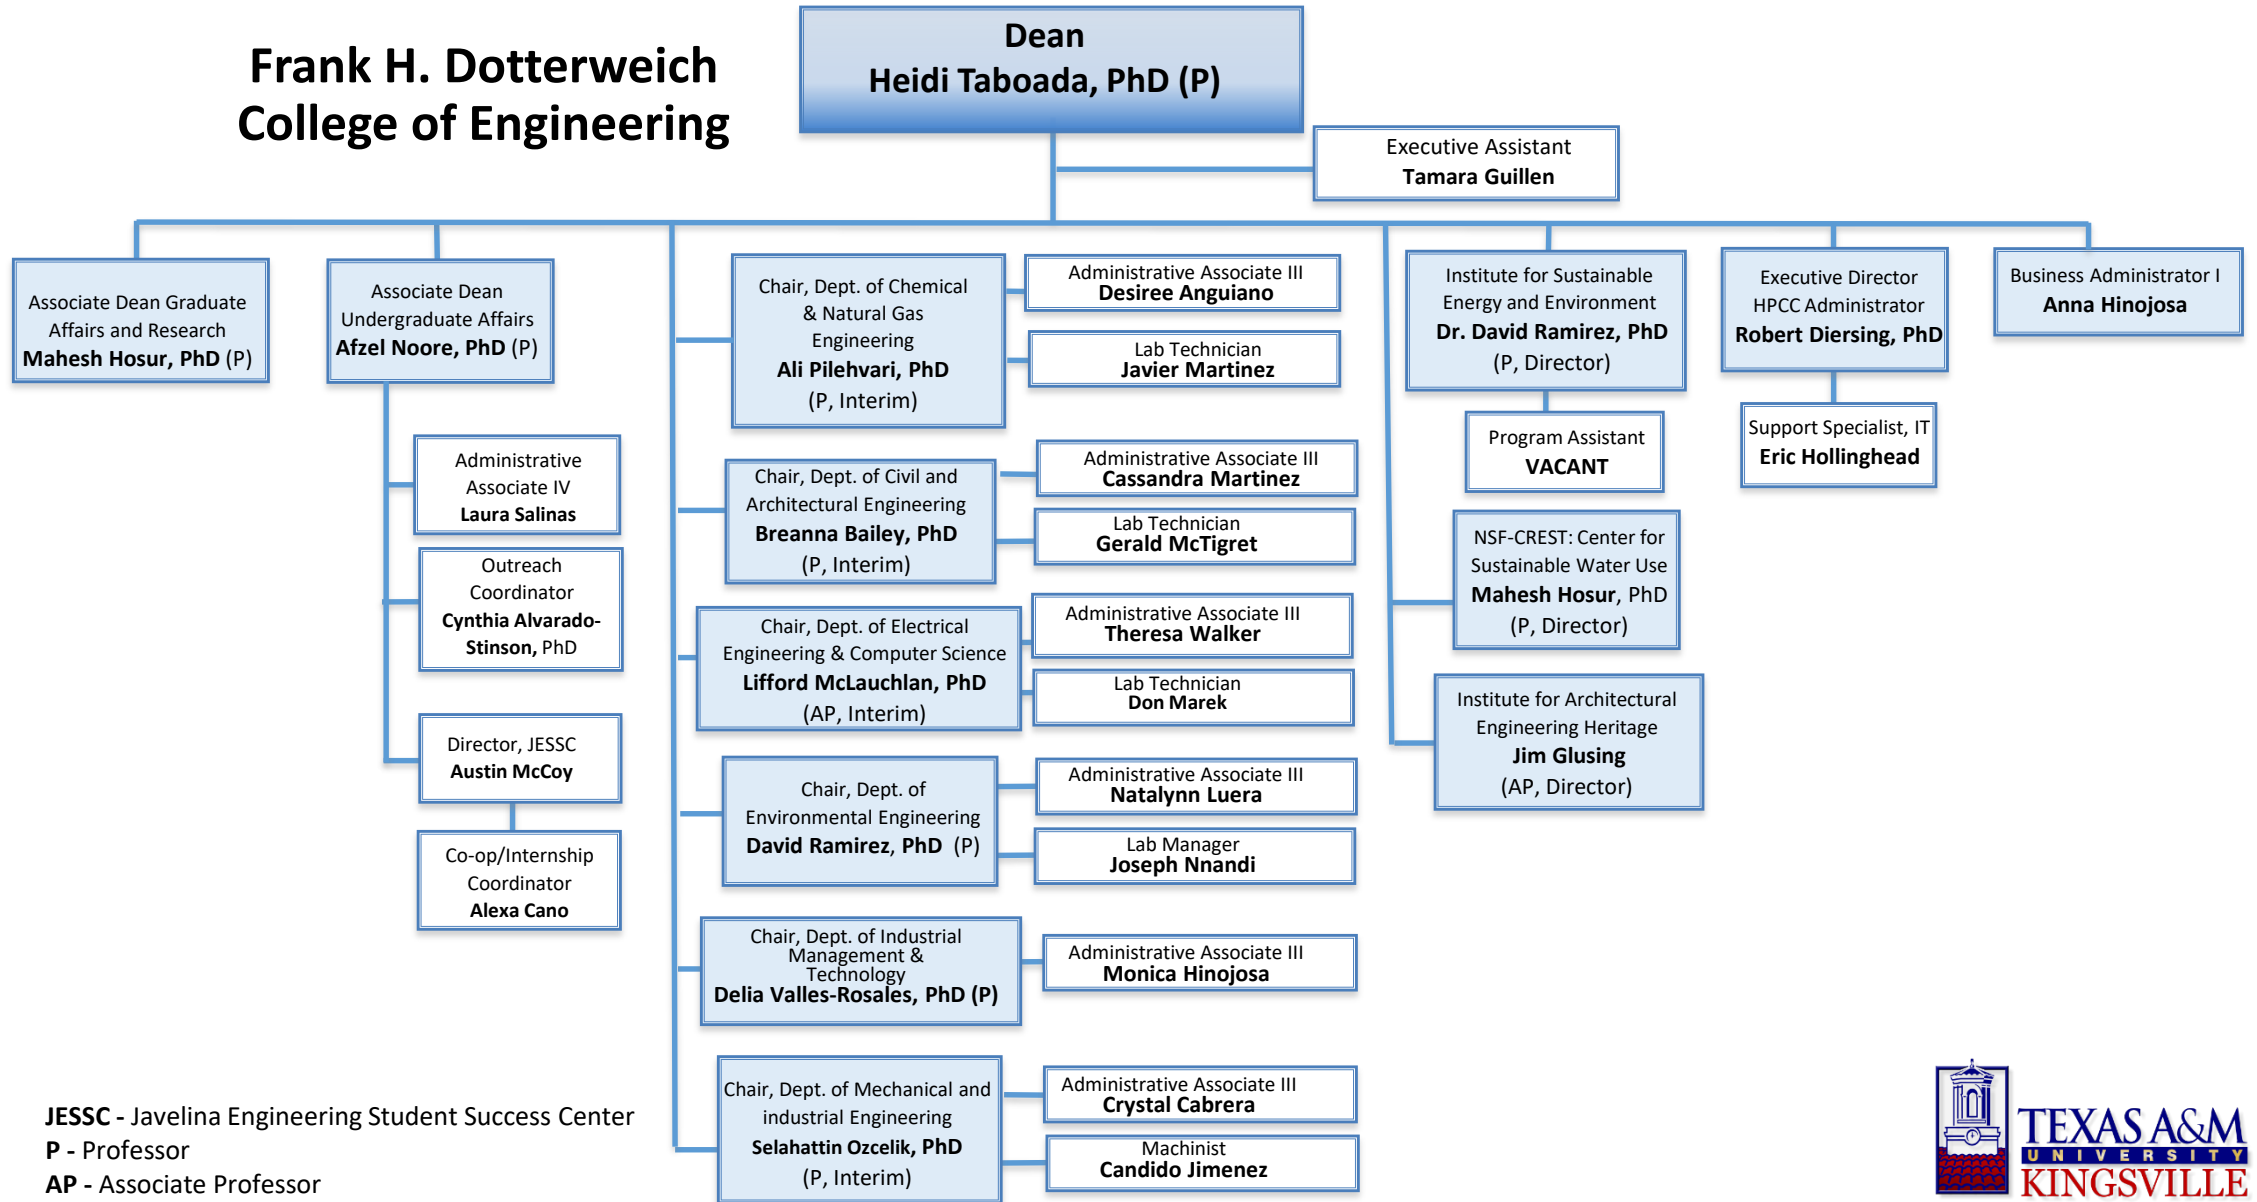 Frank H. Dotterweich
College of Engineering
Dean
Heidi Taboada, PhD (P)
Executive Assistant
Tamara Guillen
Associate Dean Graduate
Affairs and Research
Mahesh Hosur, PhD (P)
Associate Dean
Undergraduate Affairs
Afzel Noore, PhD (P)
Administrative
Associate IV
Laura Salinas
Outreach
Coordinator
Cynthia Alvarado-
Stinson, PhD
Director, JESSC
Austin McCoy
Co-op/Internship
Coordinator
Alexa Cano
Chair, Dept. of Chemical
& Natural Gas
Engineering
Ali Pilehvari, PhD
(P, Interim)
Administrative Associate III
Desiree Anguiano
Lab Technician
Javier Martinez
Chair, Dept. of Civil and
Architectural Engineering
Breanna Bailey, PhD
(P, Interim)
Administrative Associate III
Cassandra Martinez
Lab Technician
Gerald McTigret
Chair, Dept. of Electrical
Engineering & Computer Science
Lifford McLauchlan, PhD
(AP, Interim)
Administrative Associate III
Theresa Walker
Lab Technician
Don Marek
Chair, Dept. of
Environmental Engineering
David Ramirez, PhD (P)
Administrative Associate III
Natalynn Luera
Lab Manager
Joseph Nnandi
Chair, Dept. of Industrial
Management &
Technology
Delia Valles-Rosales, PhD (P)
Administrative Associate III
Monica Hinojosa
Chair, Dept. of Mechanical and
industrial Engineering
Selahattin Ozcelik, PhD
(P, Interim)
Administrative Associate III
Crystal Cabrera
Machinist
Candido Jimenez
Institute for Sustainable
Energy and Environment
Dr. David Ramirez, PhD
(P, Director)
Program Assistant
VACANT
NSF-CREST: Center for
Sustainable Water Use
Mahesh Hosur, PhD
(P, Director)
Institute for Architectural
Engineering Heritage
Jim Glusing
(AP, Director)
Executive Director
HPCC Administrator
Robert Diersing, PhD
Support Specialist, IT
Eric Hollinghead
Business Administrator I
Anna Hinojosa
JESSC - Javelina Engineering Student Success Center
P - Professor
AP - Associate Professor
TEXAS A&M
UNIVERSITY
KINGSVILLE